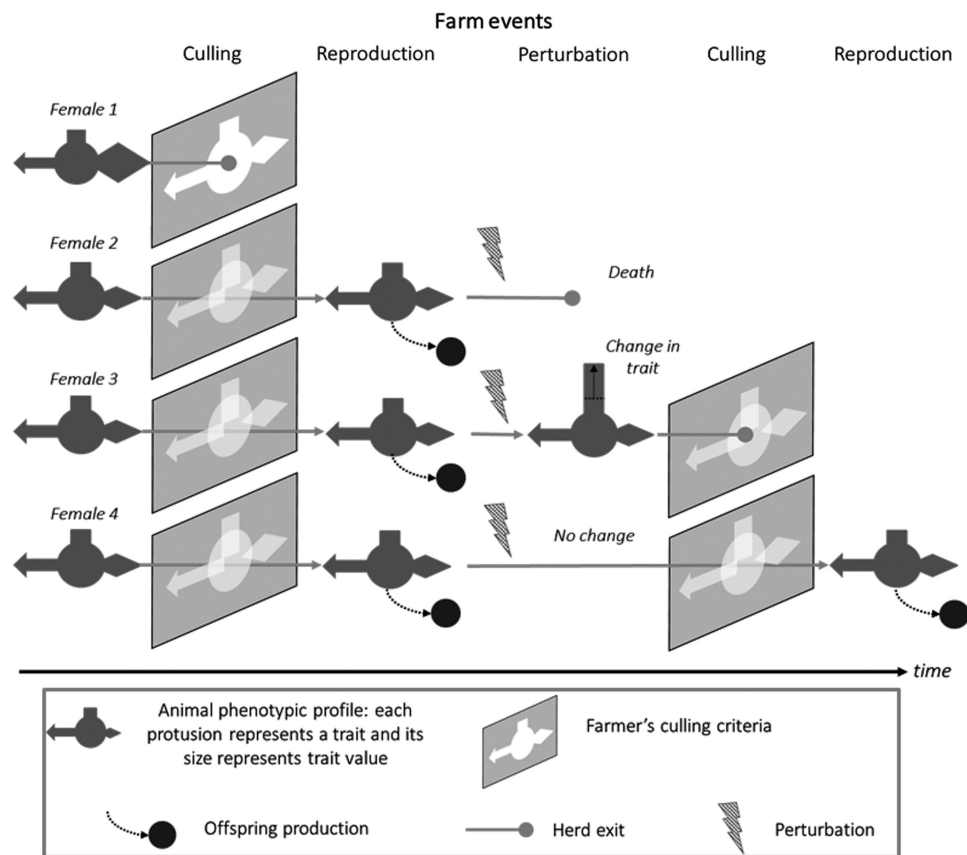 Farm events
Culling
Reproduction
Perturbation
Culling
Reproduction
Female 1
Female 2
Death
Change in
trait
Female 3
Female 4
No change
time
Animal phenotypic profile: each
protusion represents a trait and its
size represents trait value
Farmer's culling criteria
Offspring production
Herd exit
Perturbation